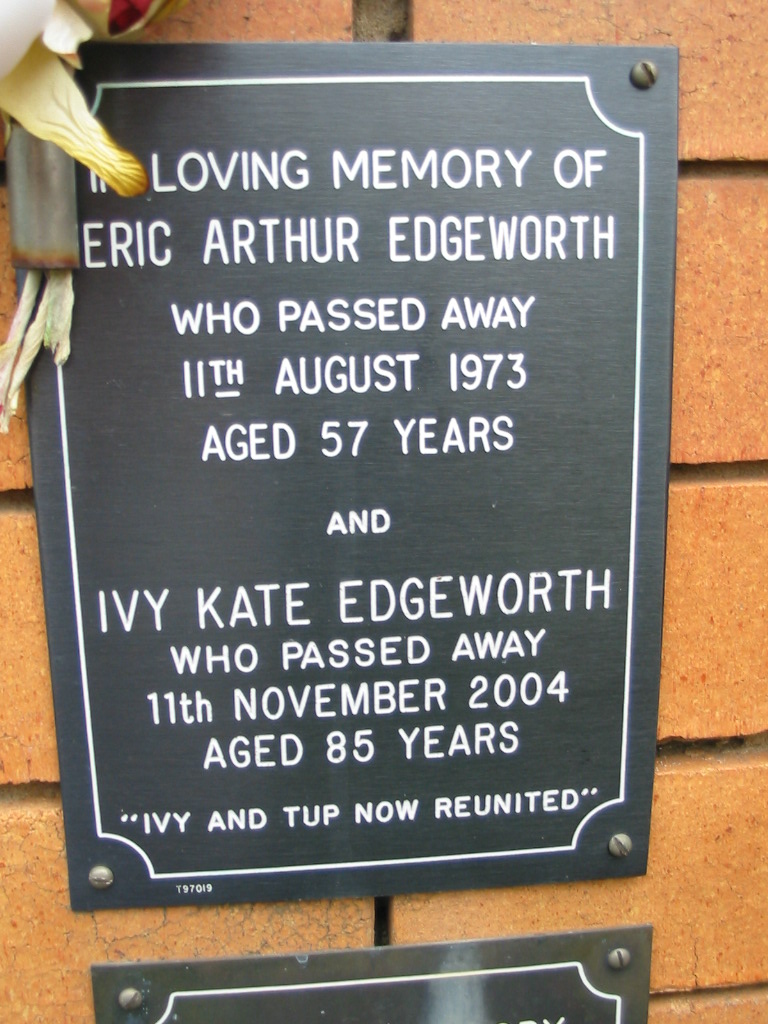 IN LOVING MEMORY OF
ERIC ARTHUR EDGEWORTH
WHO PASSED AWAY
11TH AUGUST 1973
AGED 57 YEARS
AND
IVY KATE EDGEWORTH
WHO PASSED AWAY
11th NOVEMBER 2004
AGED 85 YEARS
"IVY AND TUP NOW REUNITED"
T97019